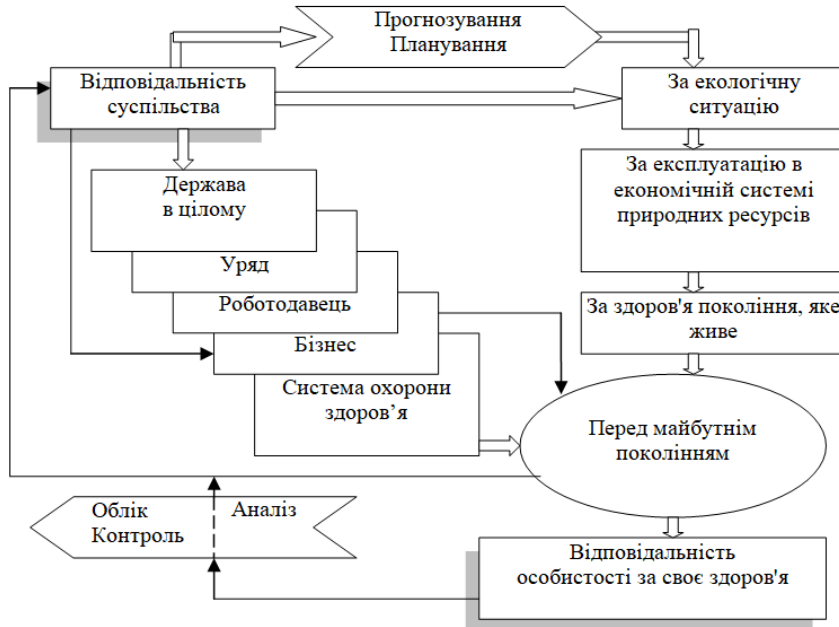 Прогнозування
Планування
Відповідальність
суспільства
За екологічну
ситуацію
Держава
в цілому
За експлуатацію в
економічній системі
природних ресурсів
Уряд
Роботодавець
За здоров'я покоління, яке
живе
Бізнес
Система охорони
здоров’я
Перед майбутнім
поколінням
Облік
Контроль
Аналіз
Відповідальність
особистості за своє здоров'я